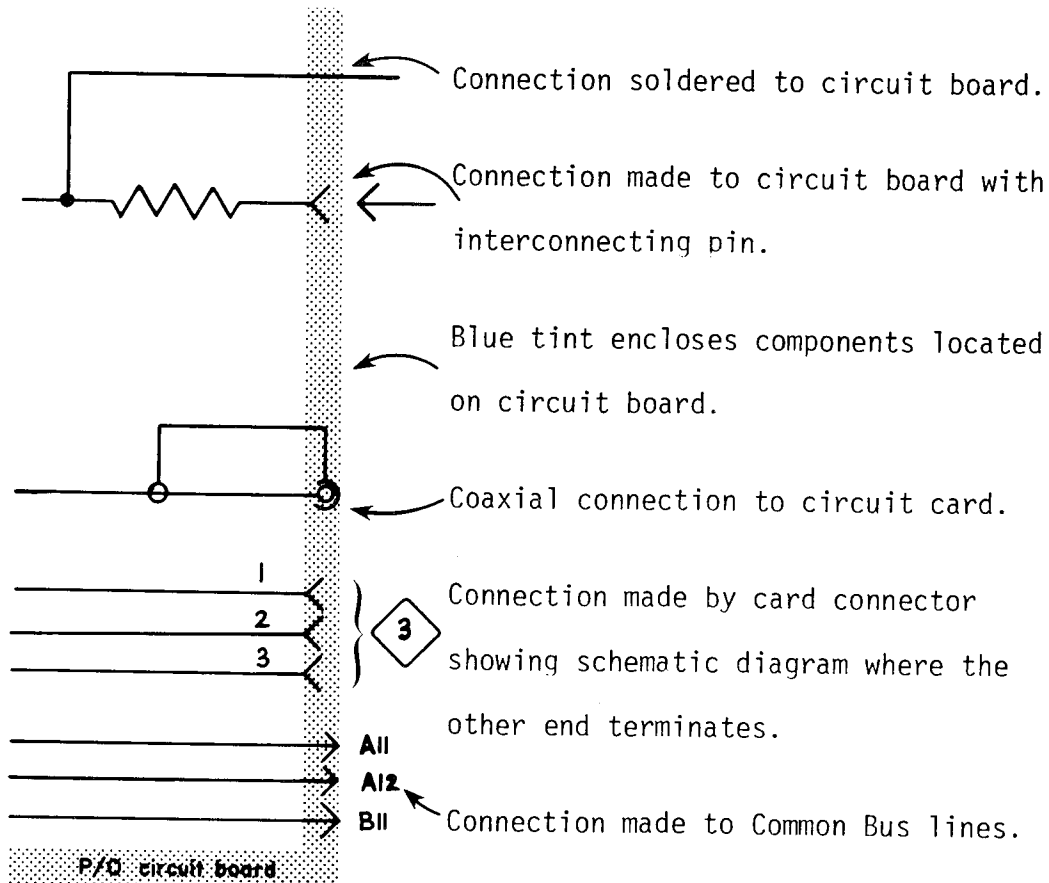 Connection soldered to circuit board.
Connection made to circuit board with
interconnecting pin.
Blue tint encloses components located
on circuit board.
Coaxial connection to circuit card.
1
2
3
3
Connection made by card connector
showing schematic diagram where the
other end terminates.
A11
A12
B11
Connection made to Common Bus lines.
P/O circuit board